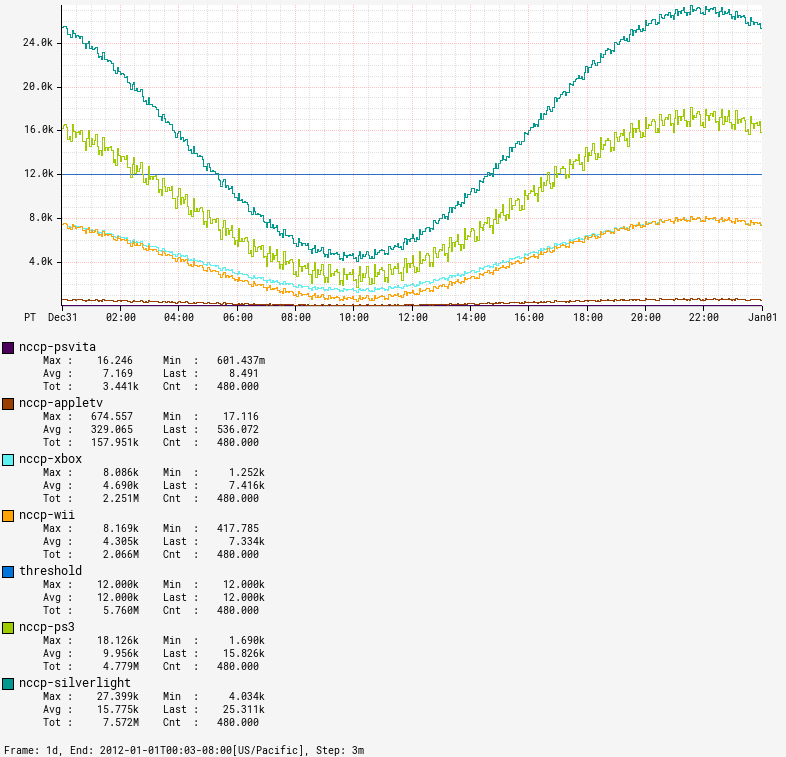 24.0k
20.0k
16.0k
12.0k
8.0k
4.0k
PT Dec31 02:00 04:00 06:00 08:00 10:00 12:00 14:00 16:00 18:00 20:00 22:00 Jan01
nccp-psvita
Max : 16.246 Min : 601.437m
Avg : 7.169 Last : 8.491
Tot : 3.441k Cnt : 480.000
nccp-appletv
Max : 674.557 Min : 17.116
Avg : 329.065 Last : 536.072
Tot : 157.951k Cnt : 480.000
nccp-xbox
Max : 8.086k Min : 1.252k
Avg : 4.690k Last : 7.416k
Tot : 2.251M Cnt : 480.000
nccp-wii
Max : 8.169k Min : 417.785
Avg : 4.305k Last : 7.334k
Tot : 2.066M Cnt : 480.000
threshold
Max : 12.000k Min : 12.000k
Avg : 12.000k Last : 12.000k
Tot : 5.760M Cnt : 480.000
nccp-ps3
Max : 18.126k Min : 1.690k
Avg : 9.956k Last : 15.826k
Tot : 4.779M Cnt : 480.000
nccp-silverlight
Max : 27.399k Min : 4.034k
Avg : 15.775k Last : 25.311k
Tot : 7.572M Cnt : 480.000
Frame: 1d, End: 2012-01-01T00:03-08:00[US/Pacific], Step: 3m